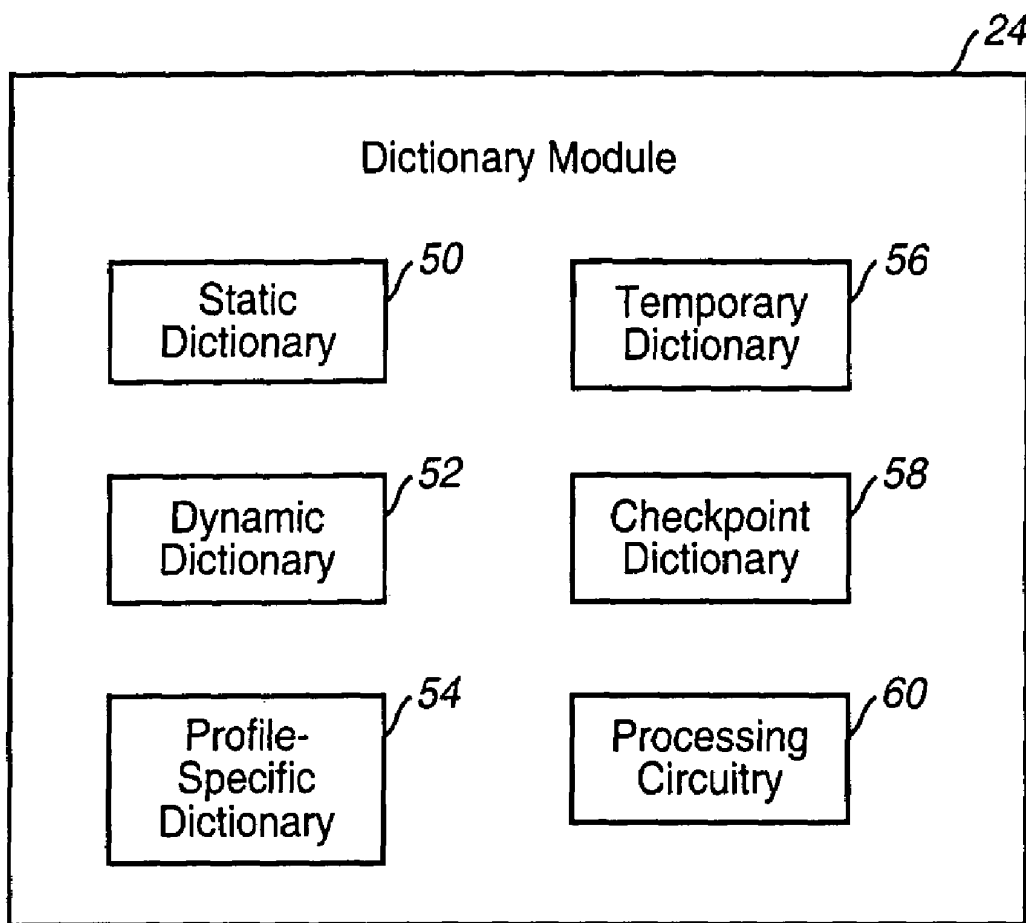 24
Dictionary Module
50
Static
Dictionary
56
Temporary
Dictionary
52
Dynamic
Dictionary
58
Checkpoint
Dictionary
54
Profile-
Specific
Dictionary
60
Processing
Circuitry